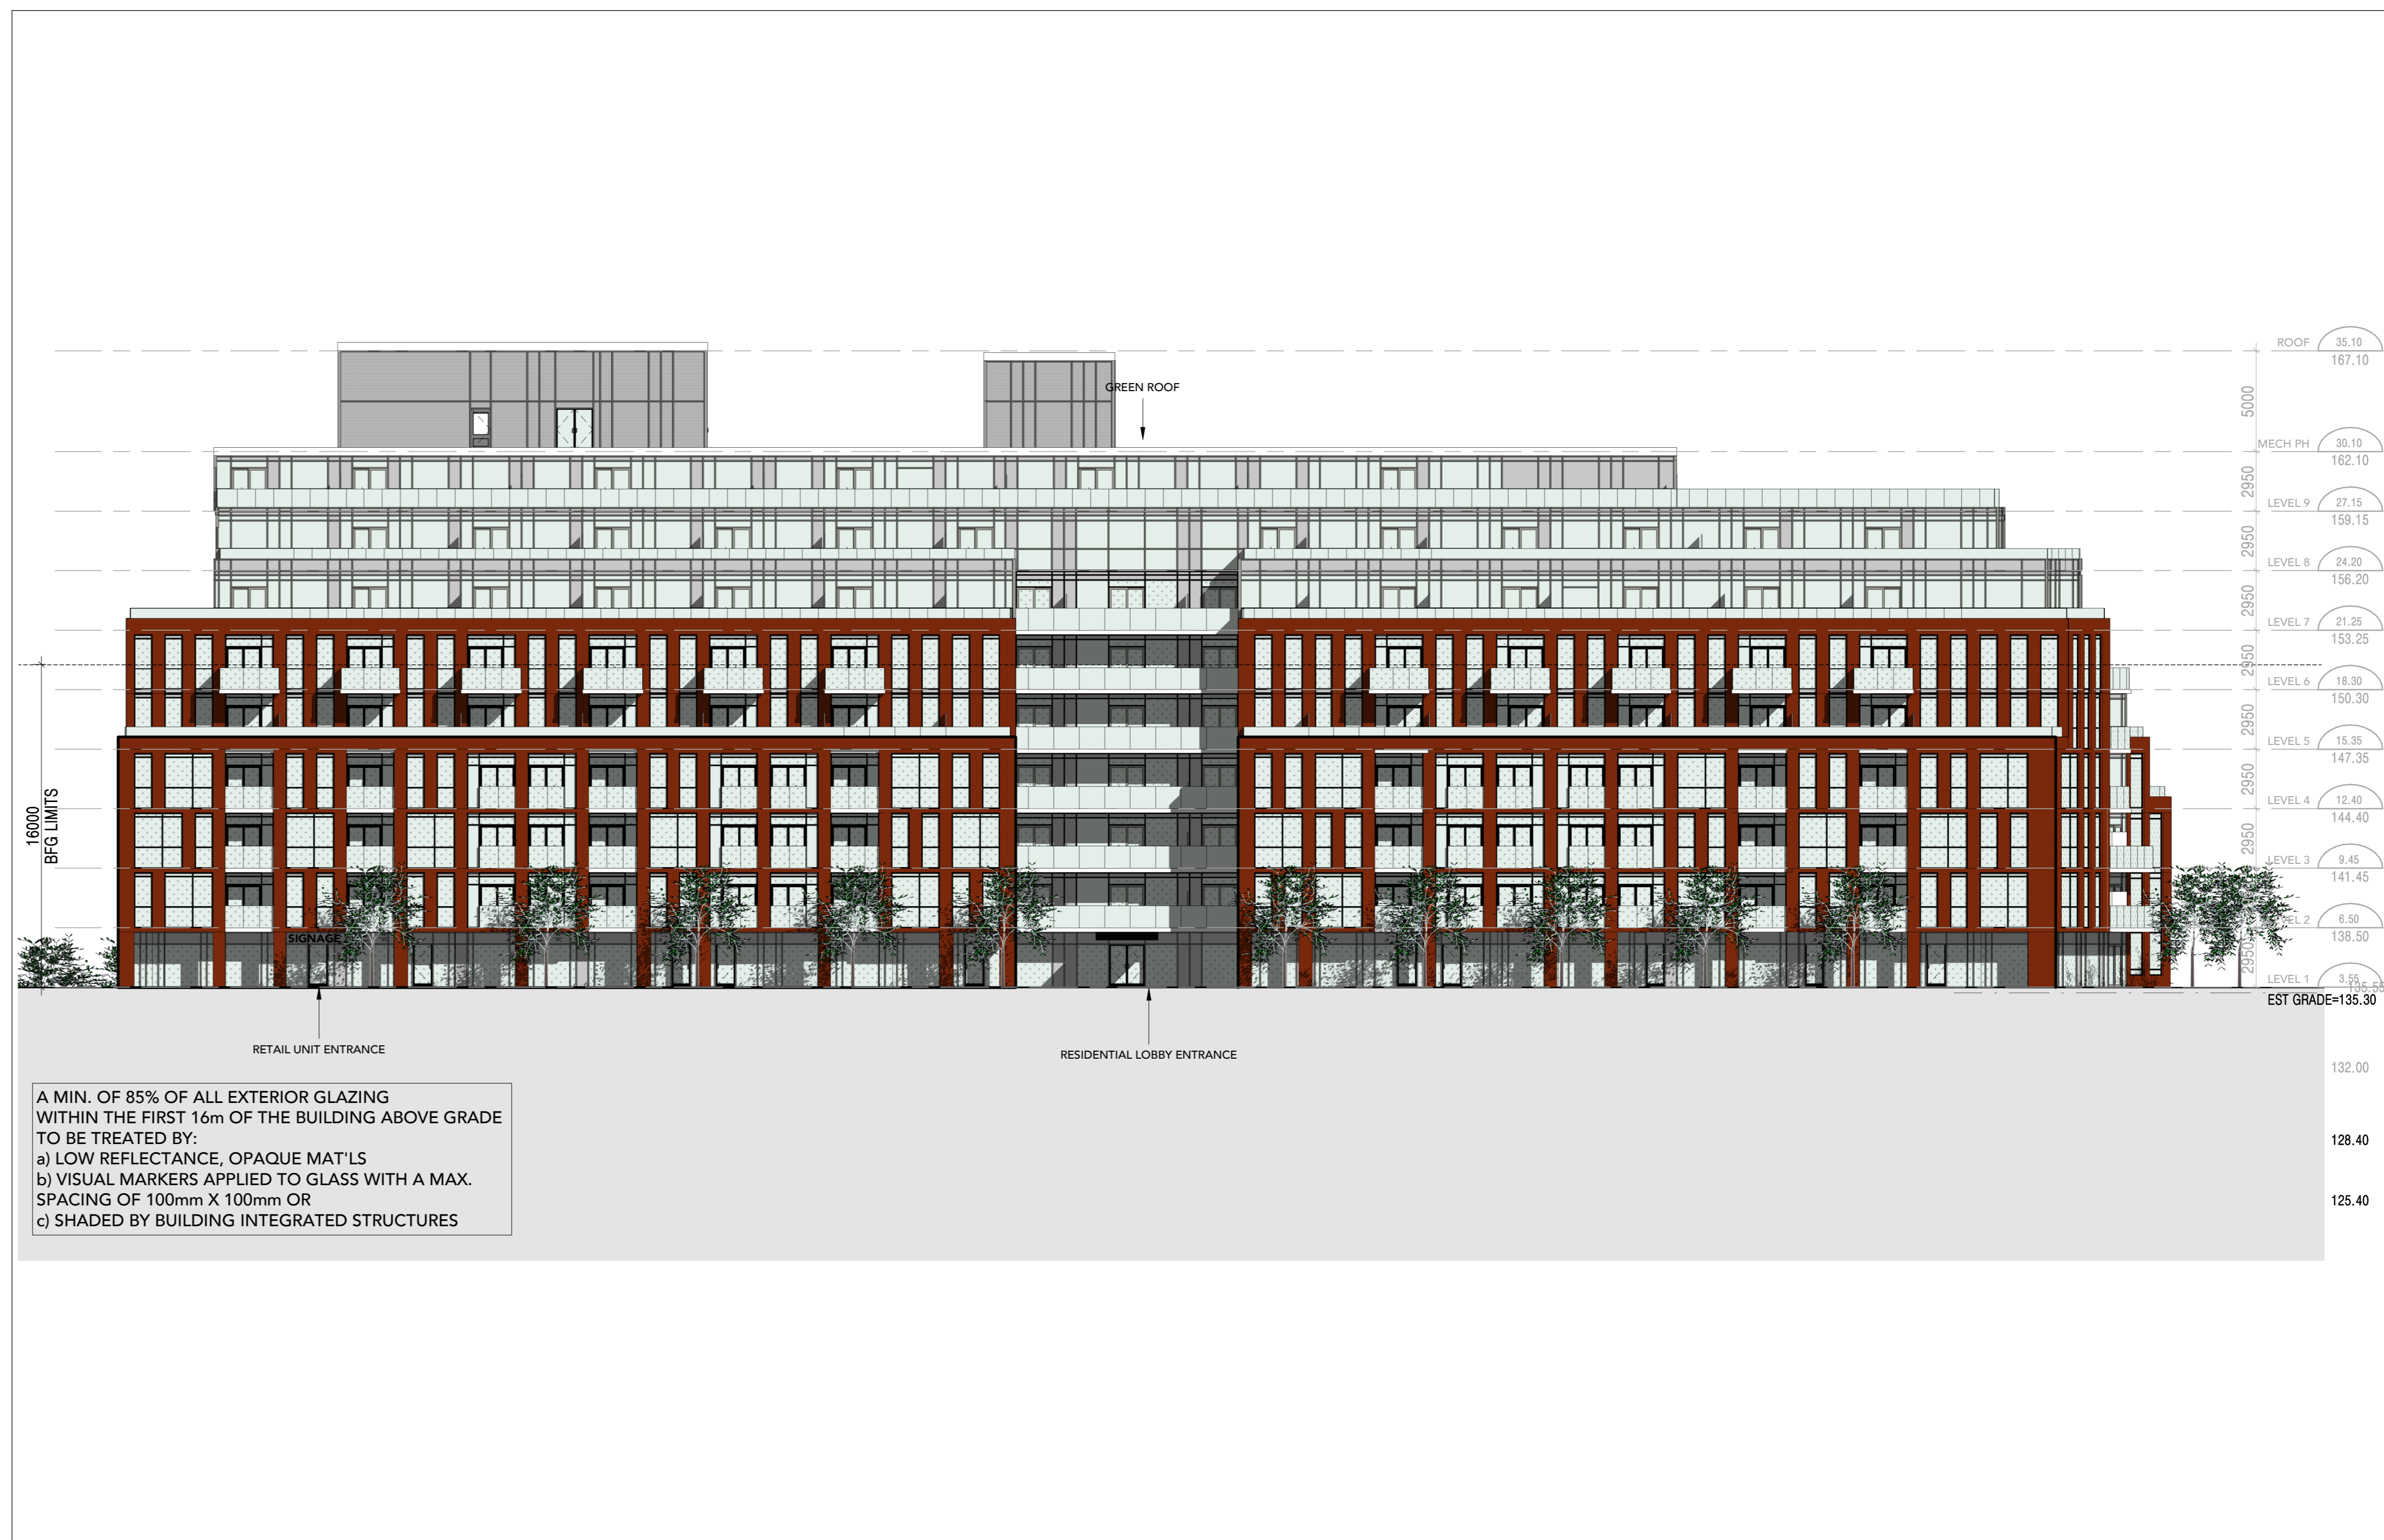 ROOF 35.10
167.10
5000
GREEN ROOF
MECH PH 30.10
162.10
2950
LEVEL 9 27.15
159.15
2950
LEVEL 8 24.20
156.20
2950
LEVEL 7 21.25
153.25
2950
LEVEL 6 18.30
150.30
2950
LEVEL 5 15.35
147.35
2950
LEVEL 4 12.40
144.40
2950
16000
BFG LIMITS
LEVEL 3 9.45
141.45
LEVEL 2 6.50
138.50
2950
SIGNAGE
LEVEL 1 3.55
135.55
EST GRADE=135.30
RETAIL UNIT ENTRANCE
RESIDENTIAL LOBBY ENTRANCE
132.00
128.40
125.40
A MIN. OF 85% OF ALL EXTERIOR GLAZING
WITHIN THE FIRST 16m OF THE BUILDING ABOVE GRADE
TO BE TREATED BY:
a) LOW REFLECTANCE, OPAQUE MAT'LS
b) VISUAL MARKERS APPLIED TO GLASS WITH A MAX.
SPACING OF 100mm X 100mm OR
c) SHADED BY BUILDING INTEGRATED STRUCTURES